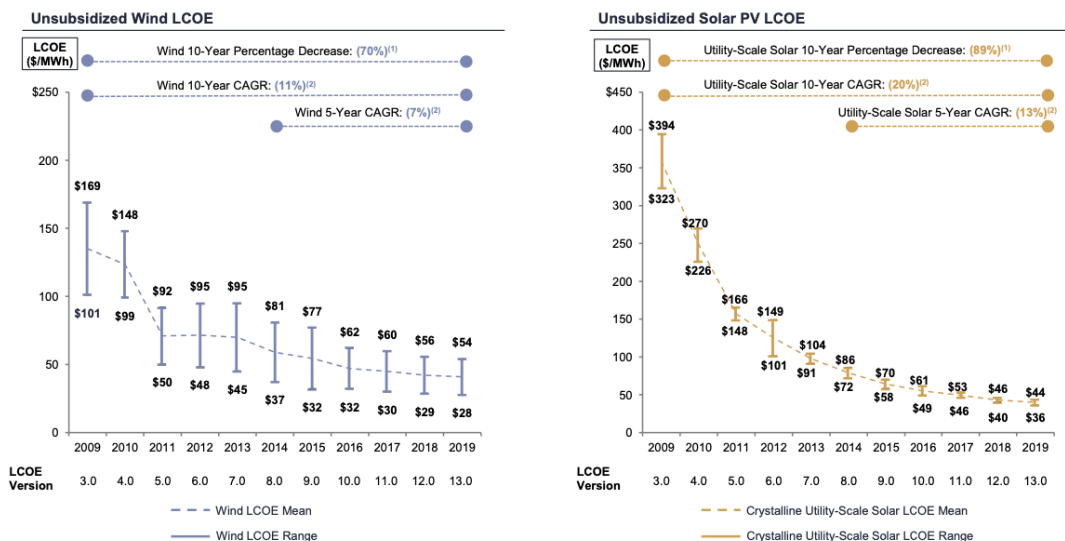 Unsubsidized Wind LCOE
LCOE
($/MWh)
Wind 10-Year Percentage Decrease: (70%)(1)
Wind 10-Year CAGR: (11%)(2)
Wind 5-Year CAGR: (7%)(2)
$250
200
150
100
50
0
$169
$148
$92
$95
$95
$81
$77
$62
$60
$56
$54
$101
$99
$50
$48
$45
$37
$32
$32
$30
$29
$28
2009 2010 2011 2012 2013 2014 2015 2016 2017 2018 2019
LCOE
Version
3.0 4.0 5.0 6.0 7.0 8.0 9.0 10.0 11.0 12.0 13.0
Wind LCOE Mean
Wind LCOE Range
Unsubsidized Solar PV LCOE
LCOE
($/MWh)
Utility-Scale Solar 10-Year Percentage Decrease: (89%)(1)
Utility-Scale Solar 10-Year CAGR: (20%)(2)
Utility-Scale Solar 5-Year CAGR: (13%)(2)
$450
400
350
300
250
200
150
100
50
0
$394
$323
$270
$226
$166
$148
$149
$101
$104
$91
$86
$72
$70
$58
$61
$49
$53
$46
$46
$40
$44
$36
2009 2010 2011 2012 2013 2014 2015 2016 2017 2018 2019
LCOE
Version
3.0 4.0 5.0 6.0 7.0 8.0 9.0 10.0 11.0 12.0 13.0
Crystalline Utility-Scale Solar LCOE Mean
Crystalline Utility-Scale Solar LCOE Range